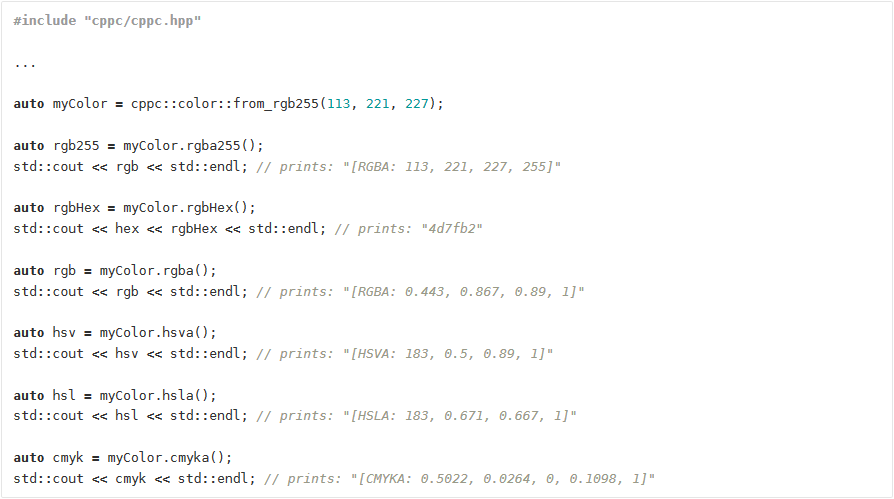 #include "cppc/cppc.hpp"
...
auto myColor = cppc::color::from_rgb255(113, 221, 227);
auto rgb255 = myColor.rgba255();
std::cout << rgb << std::endl; // prints: "[RGBA: 113, 221, 227, 255]"
auto rgbHex = myColor.rgbHex();
std::cout << hex << rgbHex << std::endl; // prints: "4d7fb2"
auto rgb = myColor.rgba();
std::cout << rgb << std::endl; // prints: "[RGBA: 0.443, 0.867, 0.89, 1]"
auto hsv = myColor.hsva();
std::cout << hsv << std::endl; // prints: "[HSVA: 183, 0.5, 0.89, 1]"
auto hsl = myColor.hsla();
std::cout << hsl << std::endl; // prints: "[HSLA: 183, 0.671, 0.667, 1]"
auto cmyk = myColor.cmyka();
std::cout << cmyk << std::endl; // prints: "[CMYKA: 0.5022, 0.0264, 0, 0.1098, 1]"